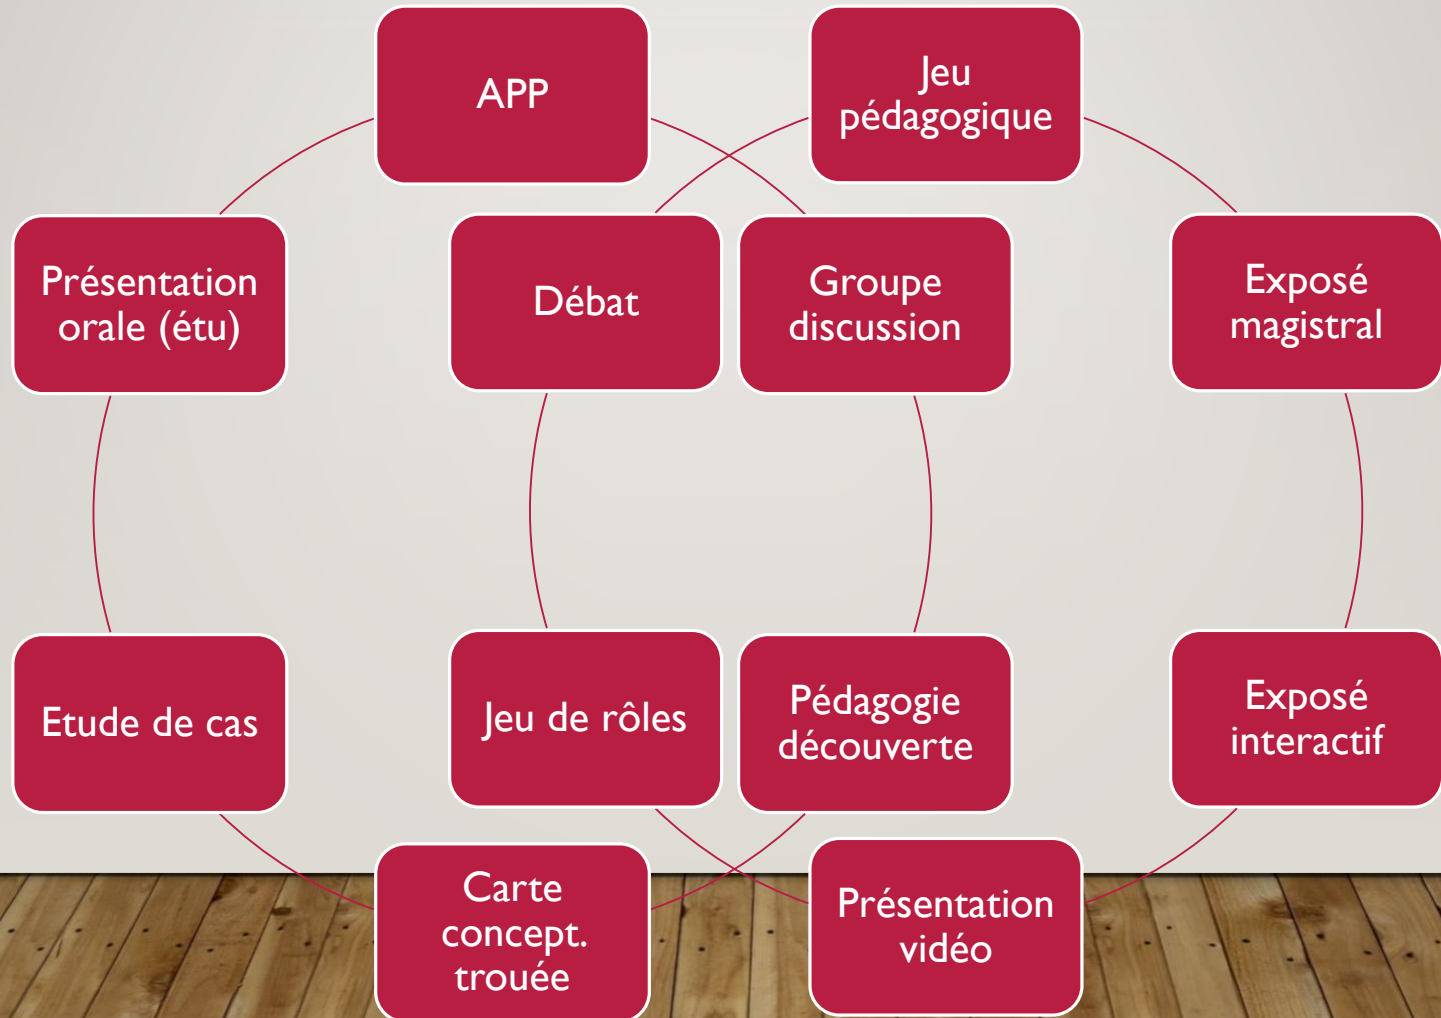 APP
Jeu
pédagogique
Présentation
orale (étu)
Débat
Groupe
discussion
Exposé
magistral
Etude de cas
Jeu de rôles
Pédagogie
découverte
Exposé
interactif
Carte
concept.
trouée
Présentation
vidéo